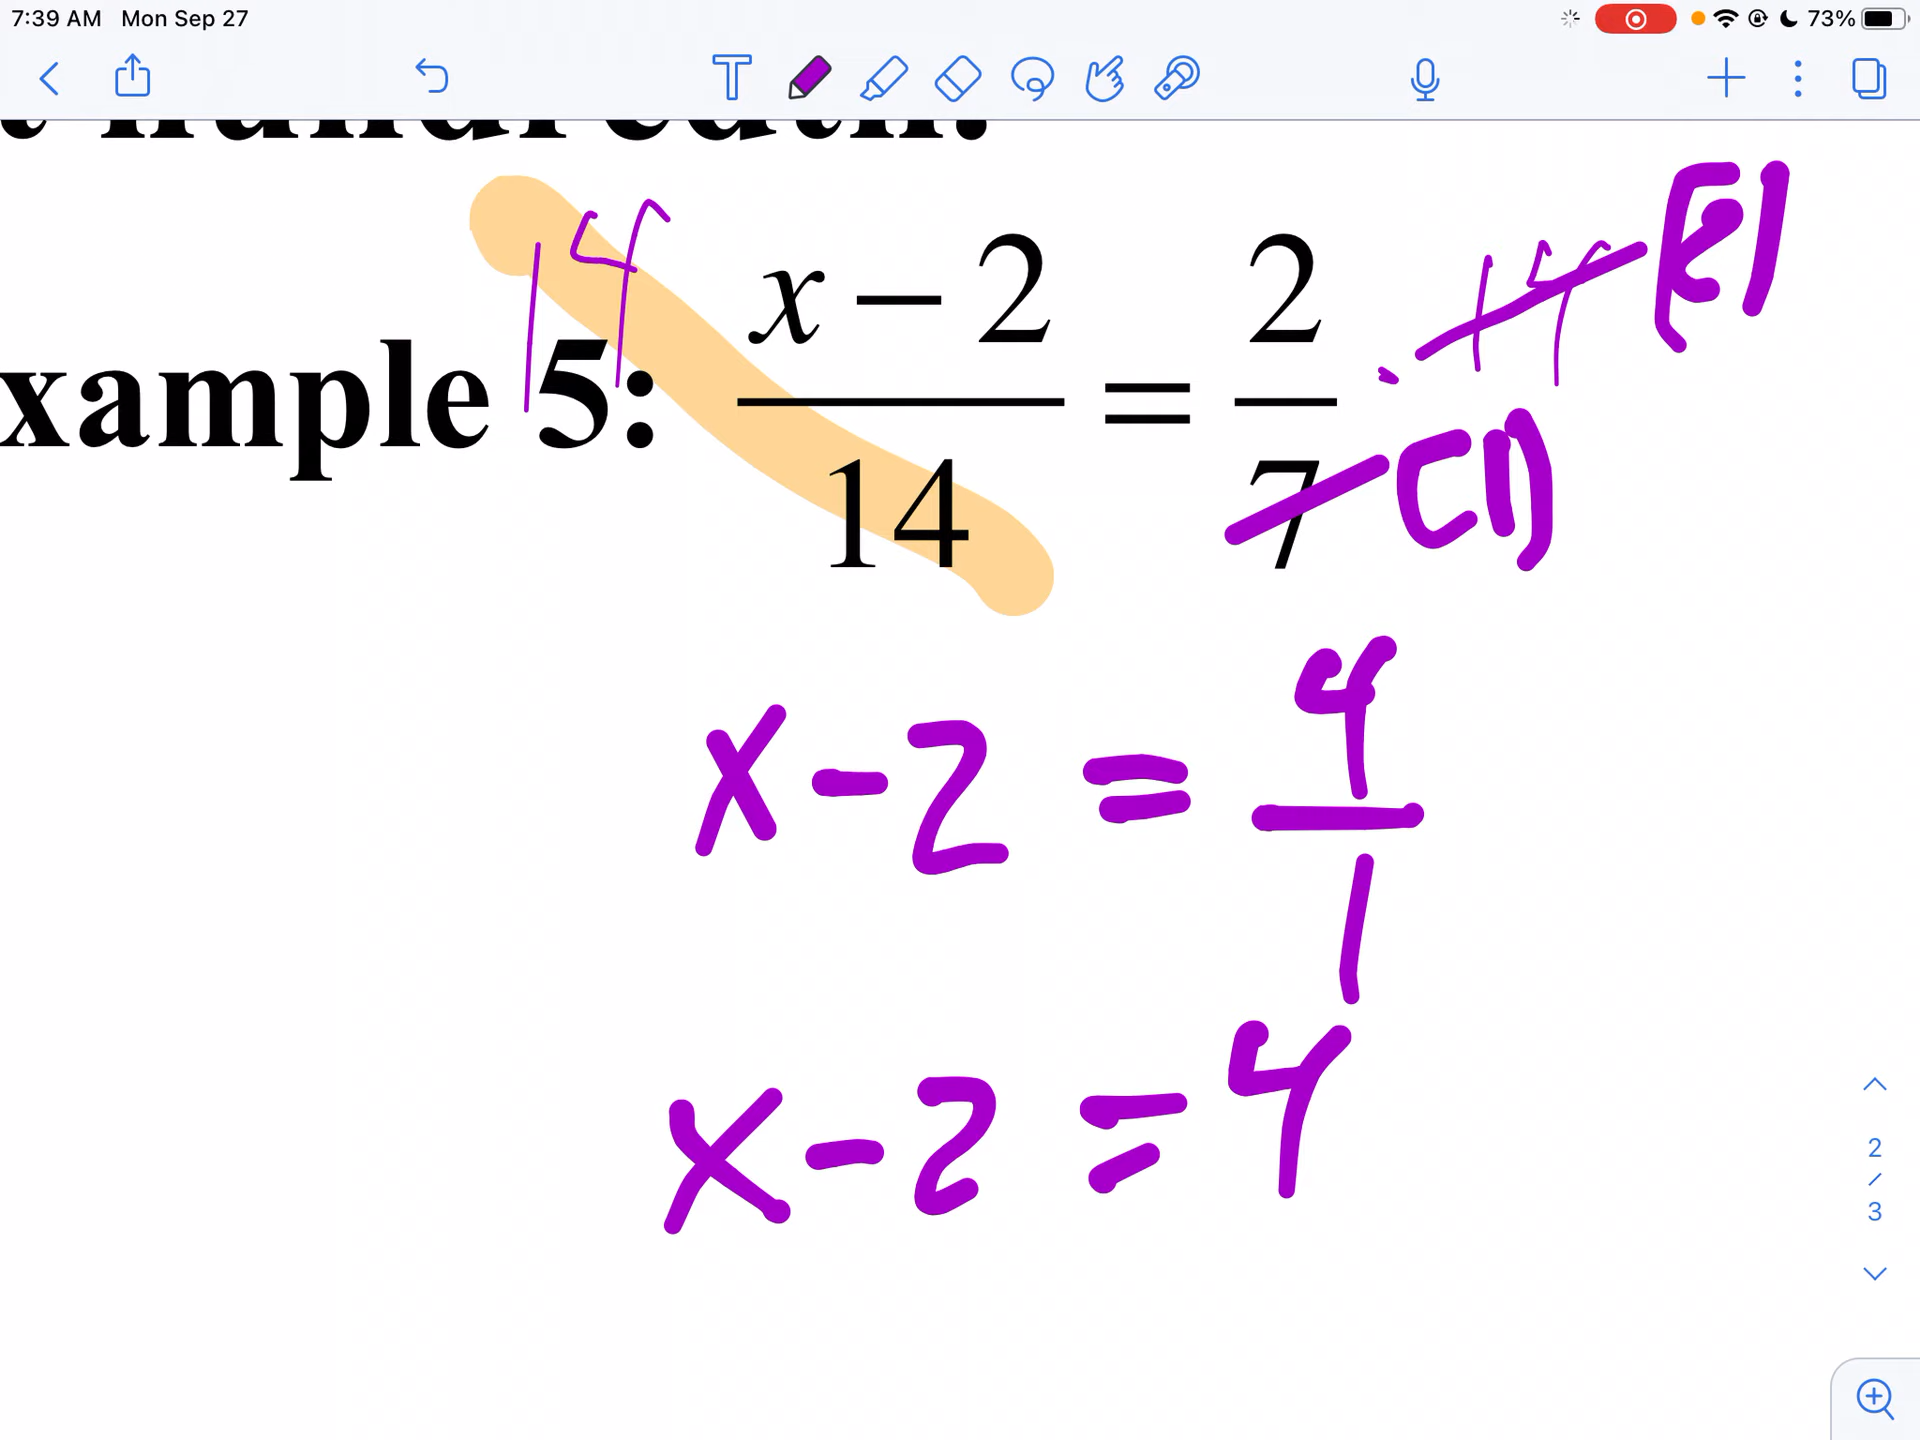 7:39 AM Mon Sep 27
73%
T
hundredth.
14 x – 2 = 2 · 14 [2]
xample 5: 14 7 (1)
x - 2 = 4
1
x - 2 = 4
2
/
3